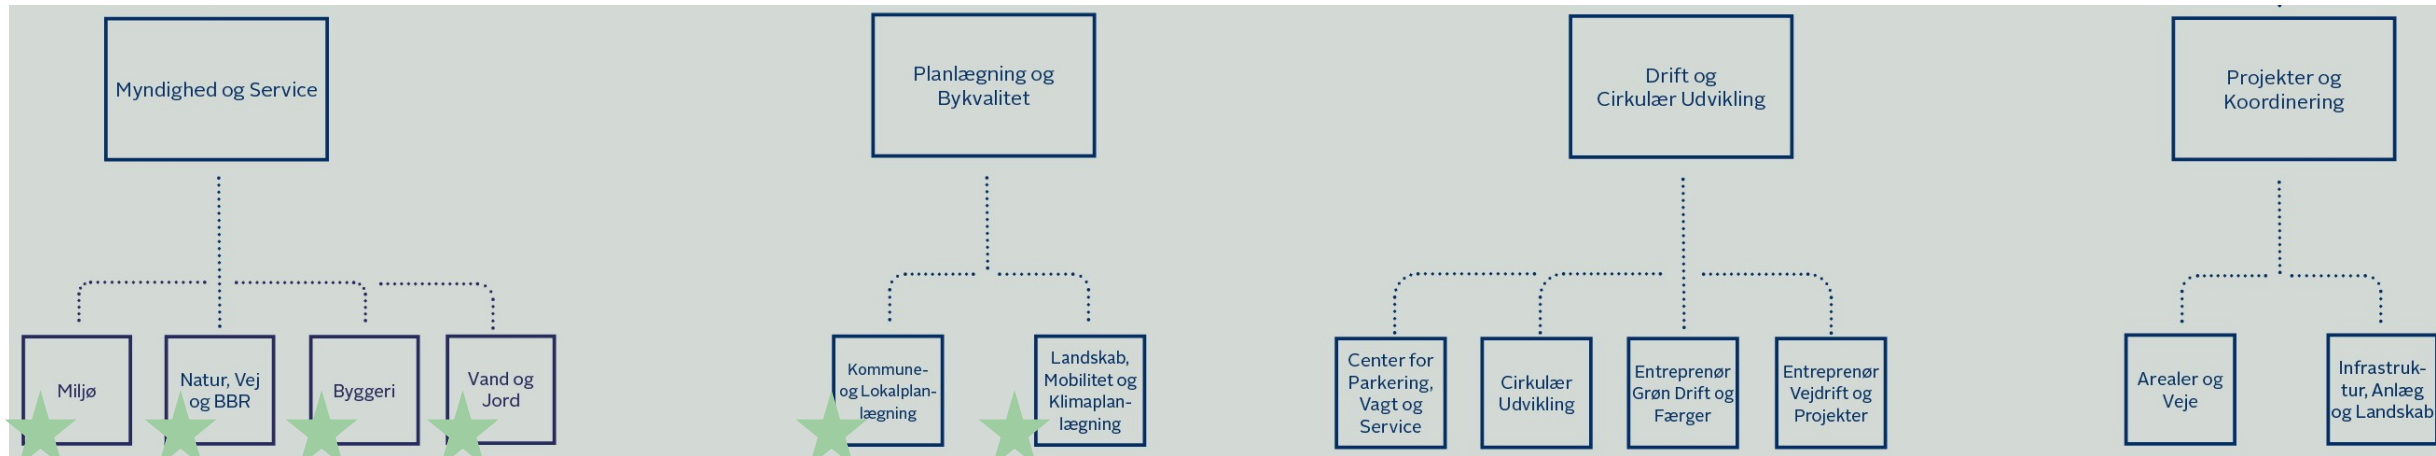 Myndighed og Service
Planlægning og
Bykvalitet
Drift og
Cirkulær Udvikling
Projekter og
Koordinering
Miljø
Natur, Vej
og BBR
Byggeri
Vand og
Jord
Kommune-
og Lokalplan-
lægning
Landskab,
Mobilitet og
Klimaplan-
lægning
Center for
Parkering,
Vagt og
Service
Cirkulær
Udvikling
Entreprenør
Grøn Drift og
Færger
Entreprenør
Vejdrift og
Projekter
Arealer og
Veje
Infrastruk-
tur, Anlæg
og Landskab